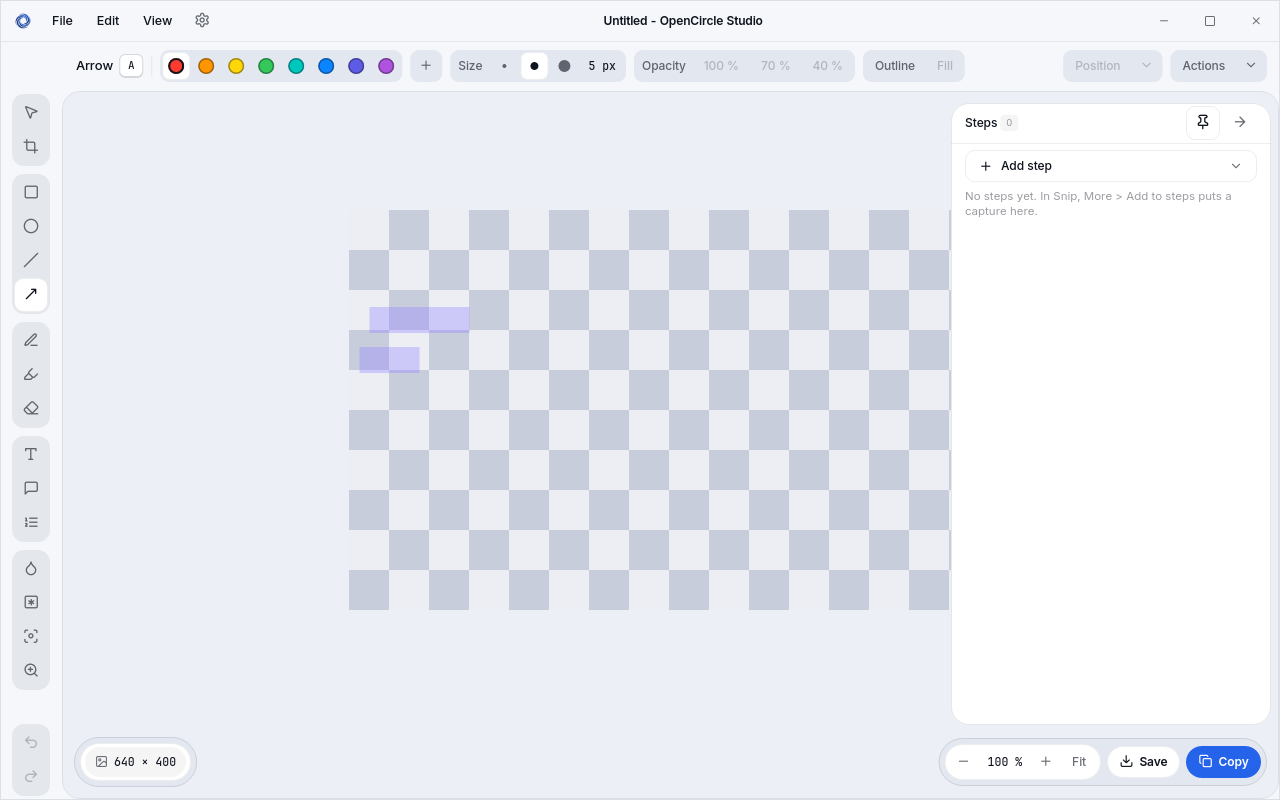 File Edit View
Untitled - OpenCircle Studio
Arrow A
Size 5 px
Opacity 100 % 70 % 40 %
Outline Fill
Position
Actions
Steps 0
Add step
No steps yet. In Snip, More > Add to steps puts a
capture here.
640 × 400
100 % Fit
Save
Copy